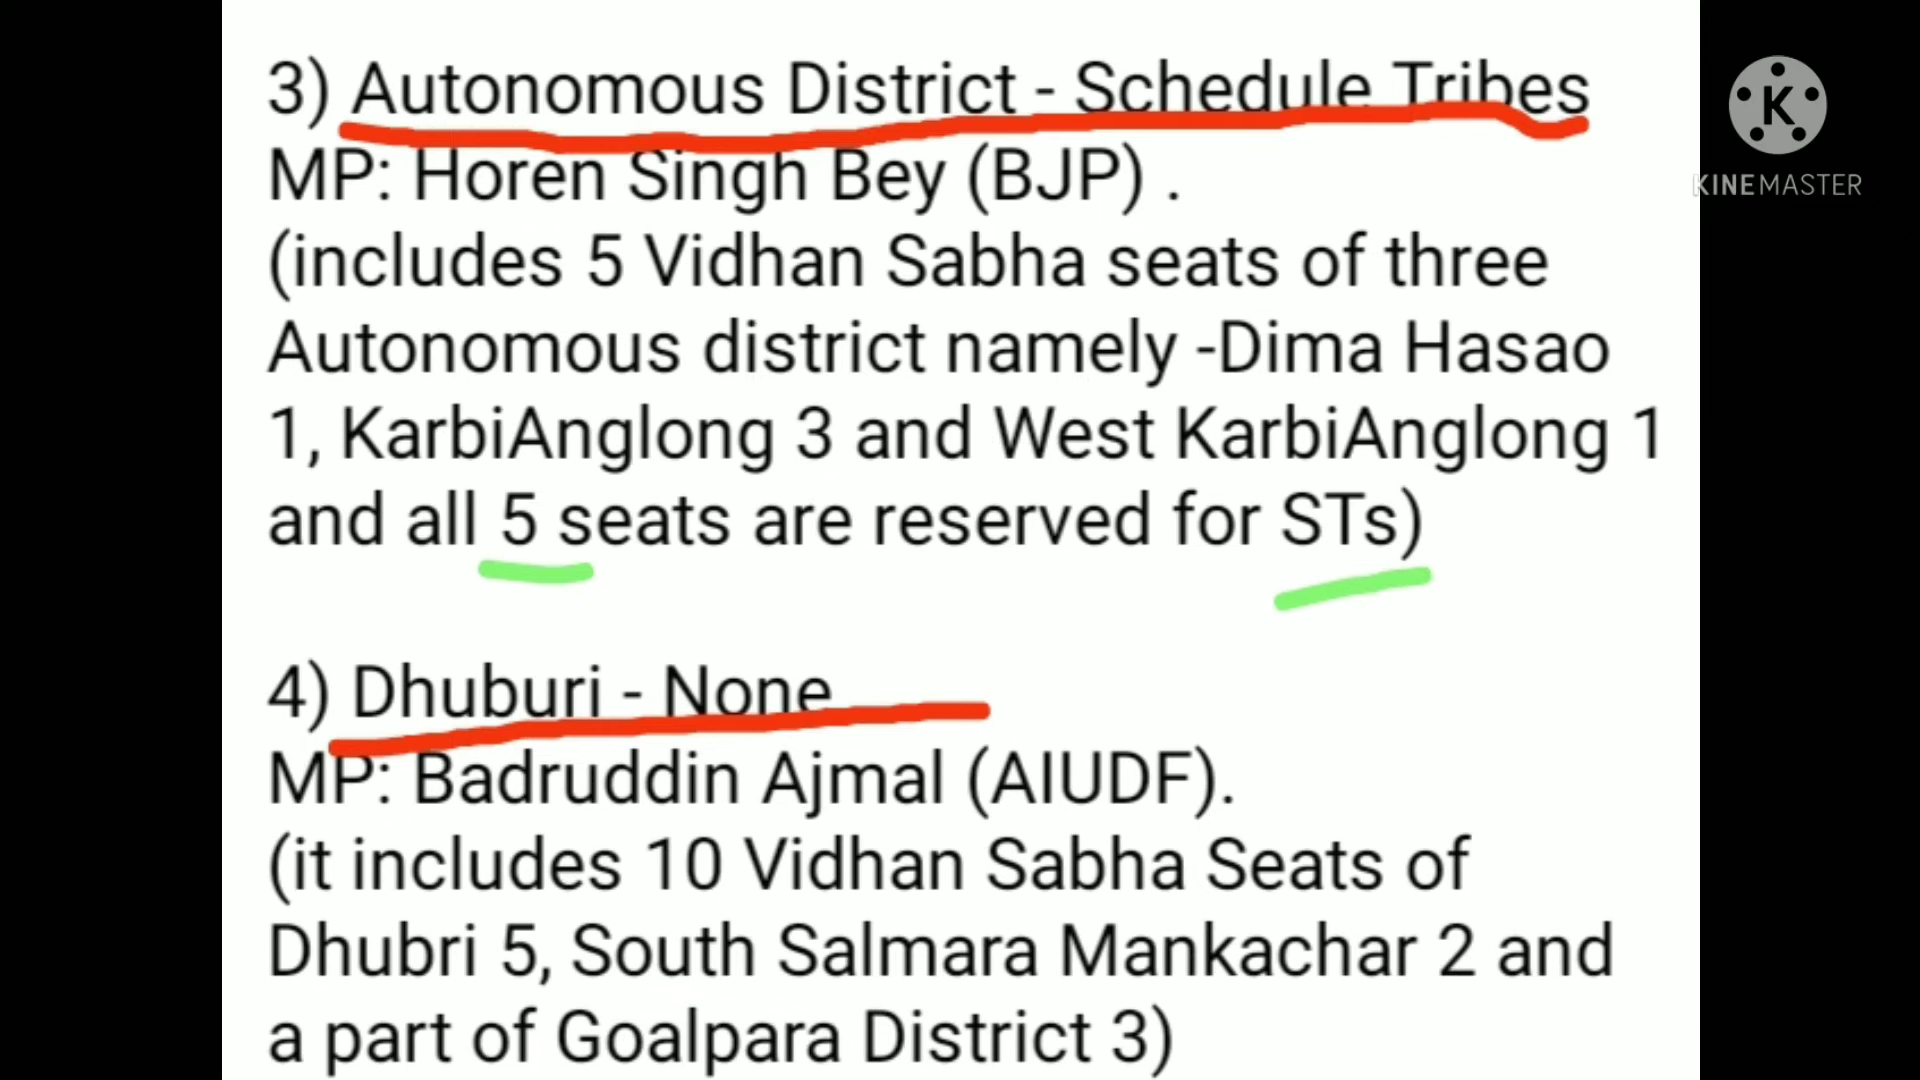 3) Autonomous District - Schedule Tribes
MP: Horen Singh Bey (BJP) .
(includes 5 Vidhan Sabha seats of three
Autonomous district namely -Dima Hasao
1, KarbiAnglong 3 and West KarbiAnglong 1
and all 5 seats are reserved for STs)
4) Dhuburi - None
MP: Badruddin Ajmal (AIUDF).
(it includes 10 Vidhan Sabha Seats of
Dhubri 5, South Salmara Mankachar 2 and
a part of Goalpara District 3)
K
KINEMASTER